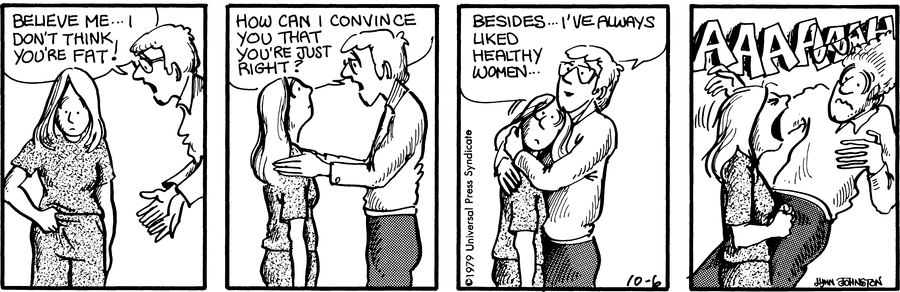 BELIEVE ME... I
DON'T THINK
YOU'RE FAT!
HOW CAN I CONVINCE
YOU THAT
YOU'RE JUST
RIGHT?
BESIDES... I'VE ALWAYS
LIKED
HEALTHY
WOMEN...
©1979 Universal Press Syndicate
10-6
AAAAUGHH
LYNN JOHNSTON